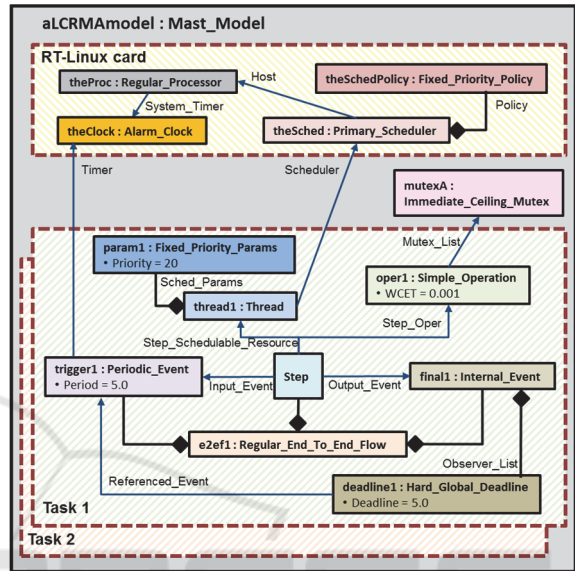 aLCRMAmodel : Mast_Model
RT-Linux card
theProc : Regular_Processor
Host
theSchedPolicy : Fixed_Priority_Policy
System_Timer
Policy
theClock : Alarm_Clock
theSched : Primary_Scheduler
Timer
Scheduler
mutexA :
Immediate_Ceiling_Mutex
param1 : Fixed_Priority_Params
• Priority = 20
Mutex_List
Sched_Params
oper1 : Simple_Operation
• WCET = 0.001
thread1 : Thread
Step_Schedulable_Resource
Step_Oper
trigger1 : Periodic_Event
• Period = 5.0
Input_Event
Step
Output_Event
final1 : Internal_Event
e2ef1 : Regular_End_To_End_Flow
Observer_List
Referenced_Event
deadline1 : Hard_Global_Deadline
• Deadline = 5.0
Task 1
Task 2